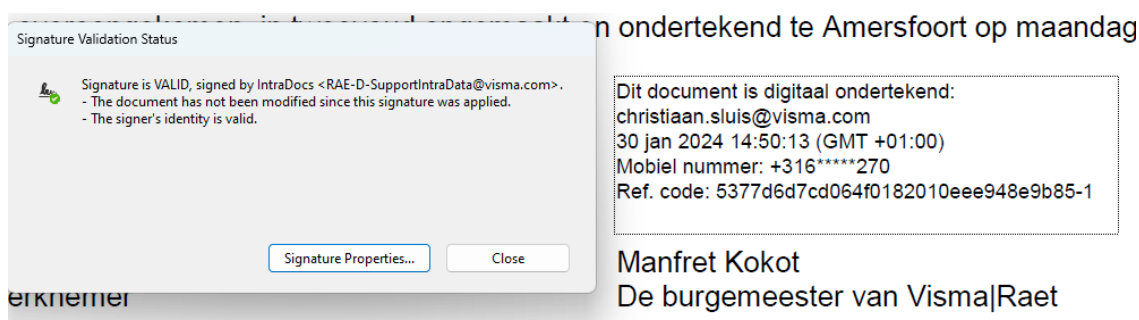 en ondertekend te Amersfoort op maandag
Signature Validation Status
Signature is VALID, signed by IntraDocs <RAE-D-SupportIntraData@visma.com>.
- The document has not been modified since this signature was applied.
- The signer's identity is valid.
Signature Properties...
Close
Dit document is digitaal ondertekend:
christiaan.sluis@visma.com
30 jan 2024 14:50:13 (GMT +01:00)
Mobiel nummer: +316*****270
Ref. code: 5377d6d7cd064f0182010eee948e9b85-1
Manfret Kokot
De burgemeester van Visma|Raet